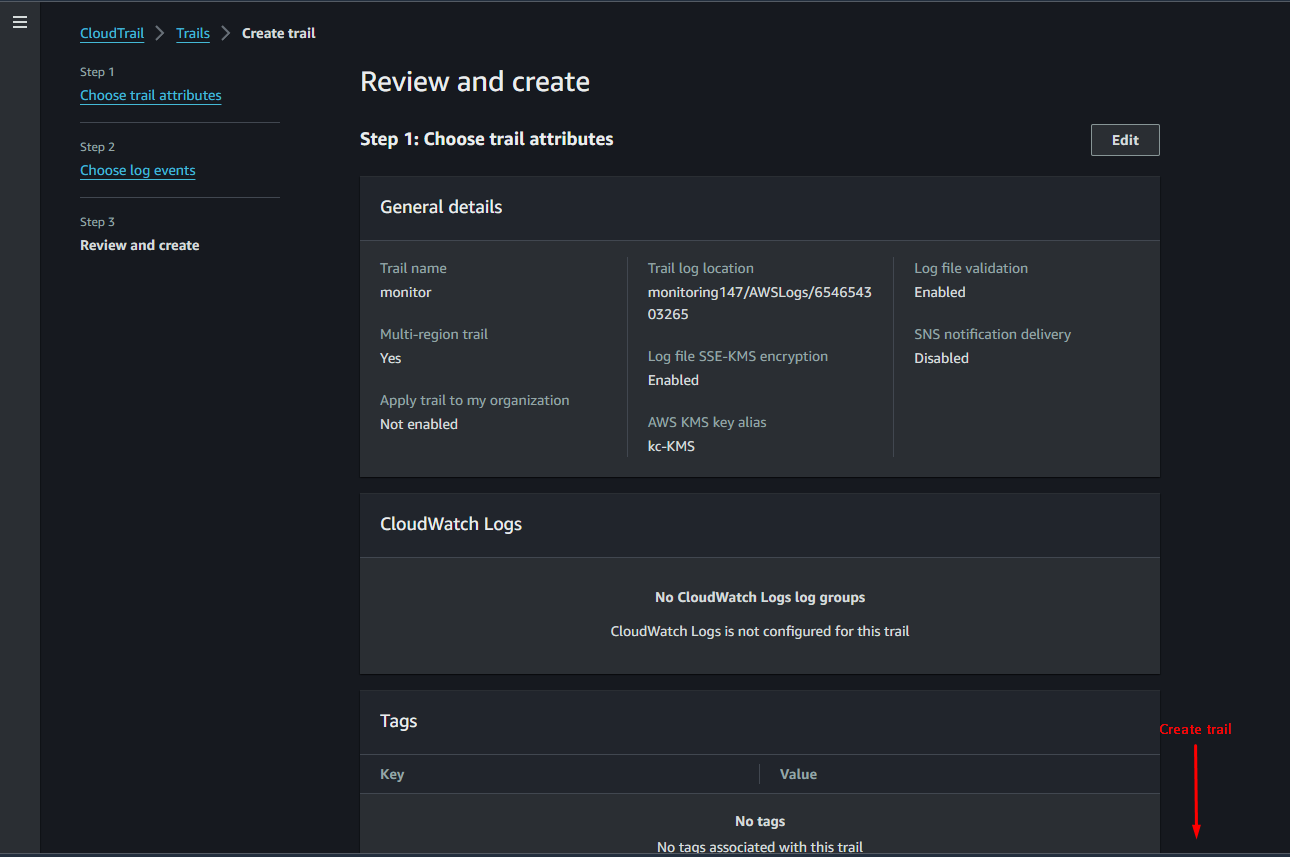 CloudTrail > Trails > Create trail
Step 1
Choose trail attributes
Step 2
Choose log events
Step 3
Review and create
Review and create
Step 1: Choose trail attributes
Edit
General details
Trail name
monitor
Multi-region trail
Yes
Apply trail to my organization
Not enabled
Trail log location
monitoring147/AWSLogs/6546543
03265
Log file SSE-KMS encryption
Enabled
AWS KMS key alias
kc-KMS
Log file validation
Enabled
SNS notification delivery
Disabled
CloudWatch Logs
No CloudWatch Logs log groups
CloudWatch Logs is not configured for this trail
Tags
Key
Value
No tags
No tags associated with this trail
Create trail